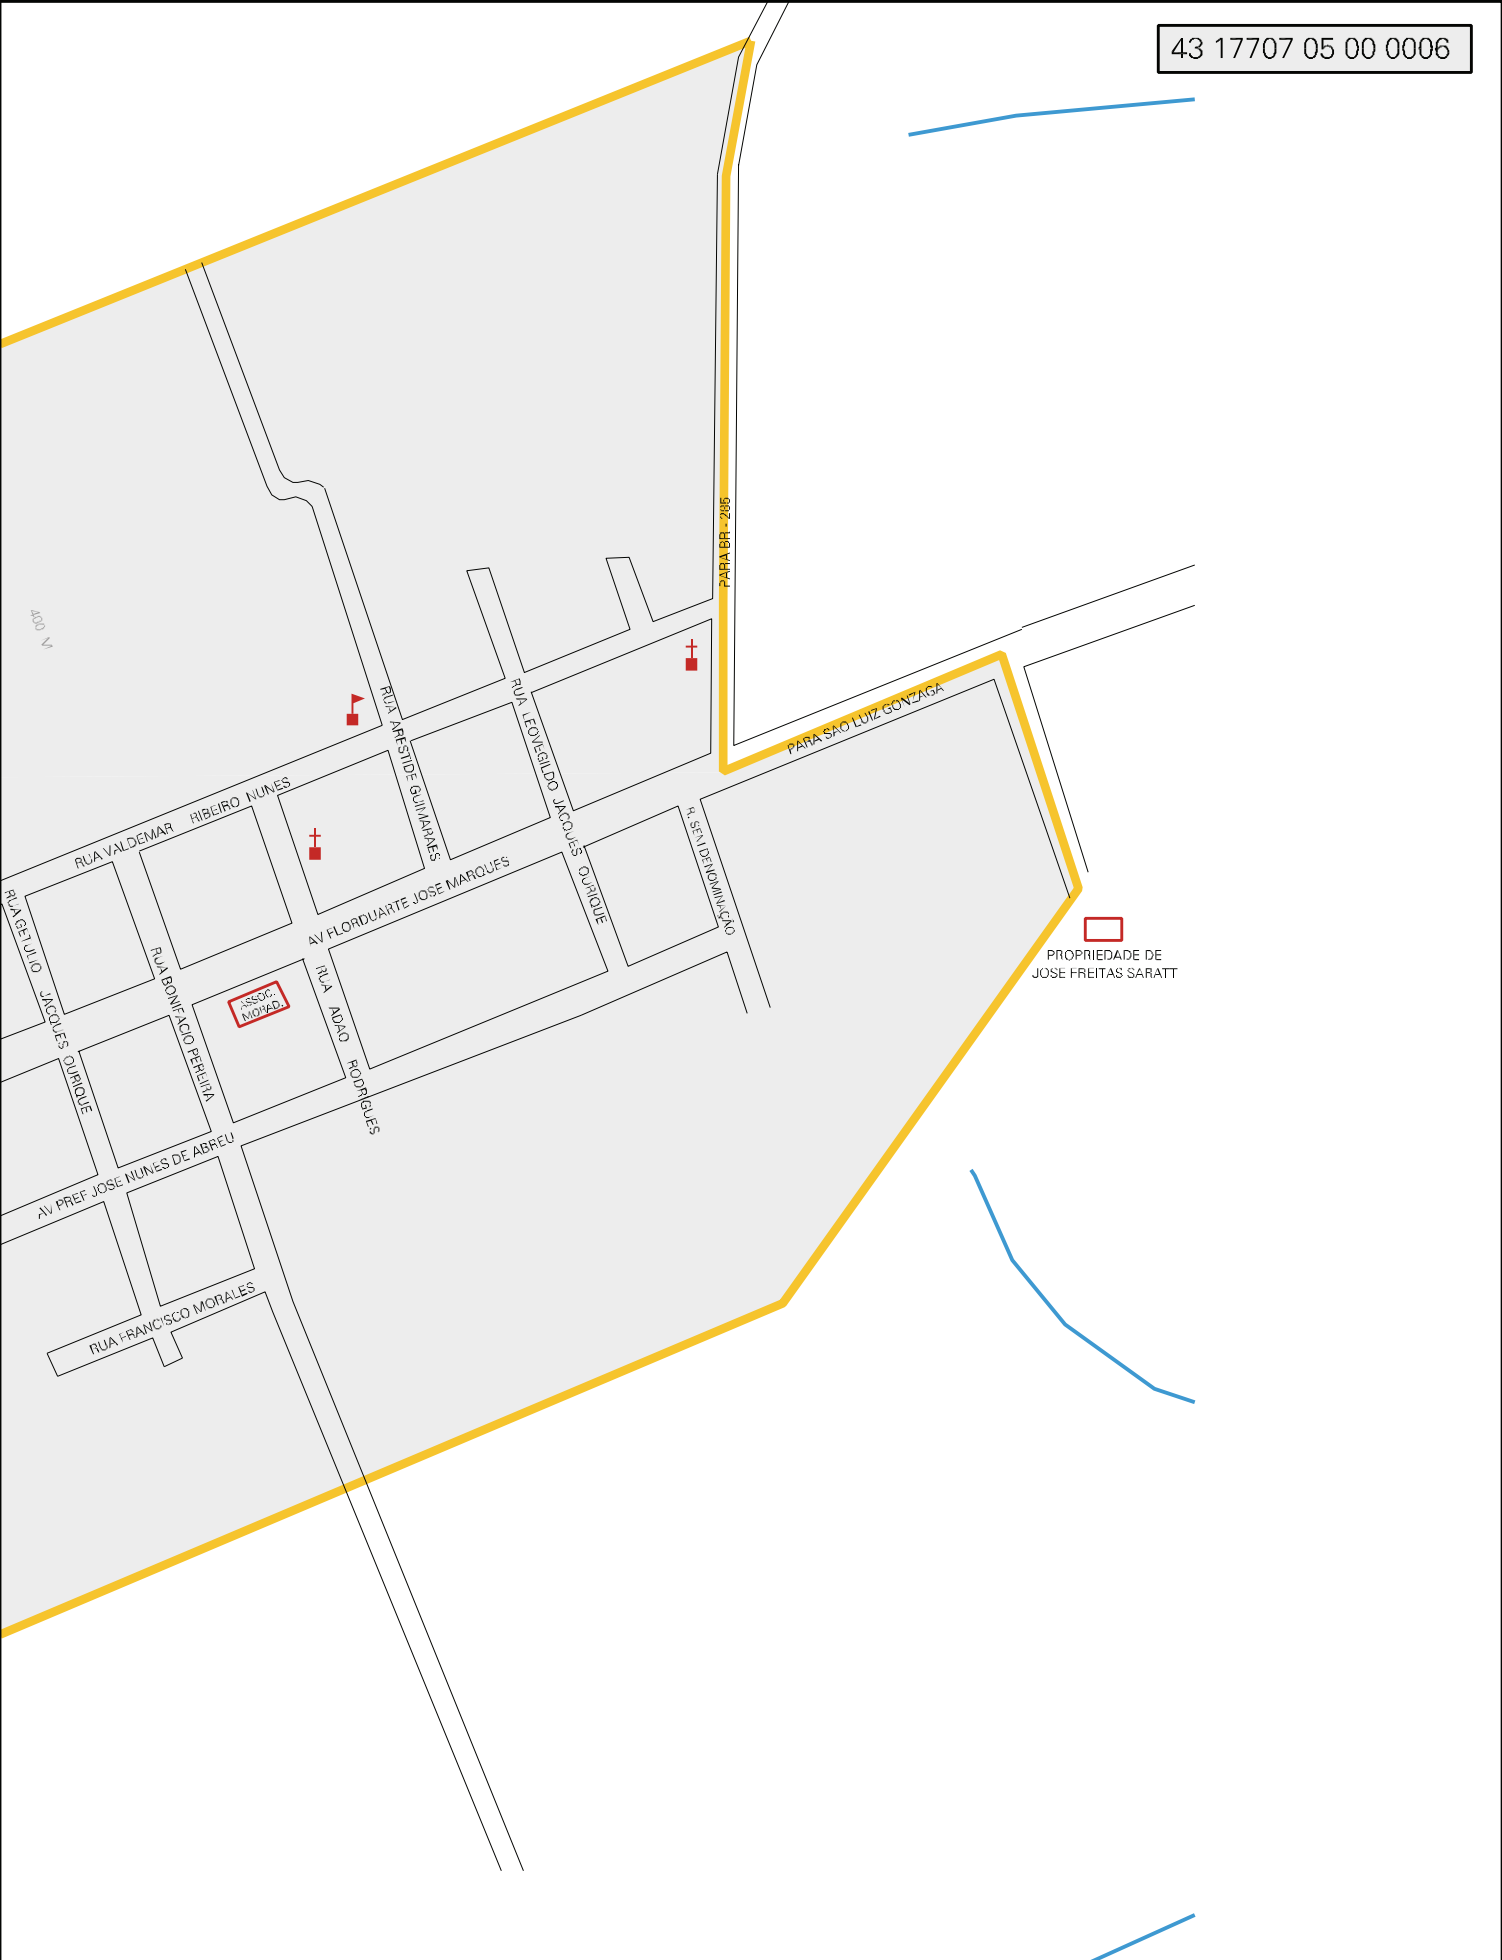 43 17707 05 00 0006
PARA BR - 285
400 M
RUA ARESTIDE GUIMARAES
RUA LEOVEGILDO JACQUES OURIQUE
PARA SAO LUIZ GONZAGA
RUA VALDEMAR RIBEIRO NUNES
R. SEM DENOMINAÇÃO
AV FLORDUARTE JOSE MARQUES
RUA GETULIO JACQUES OURIQUE
RUA BONIFACIO PEREIRA
RUA ADAO RODRIGUES
ASSOC.
MORAD.
PROPRIEDADE DE
JOSE FREITAS SARATT
AV PREF JOSE NUNES DE ABREU
RUA FRANCISCO MORALES